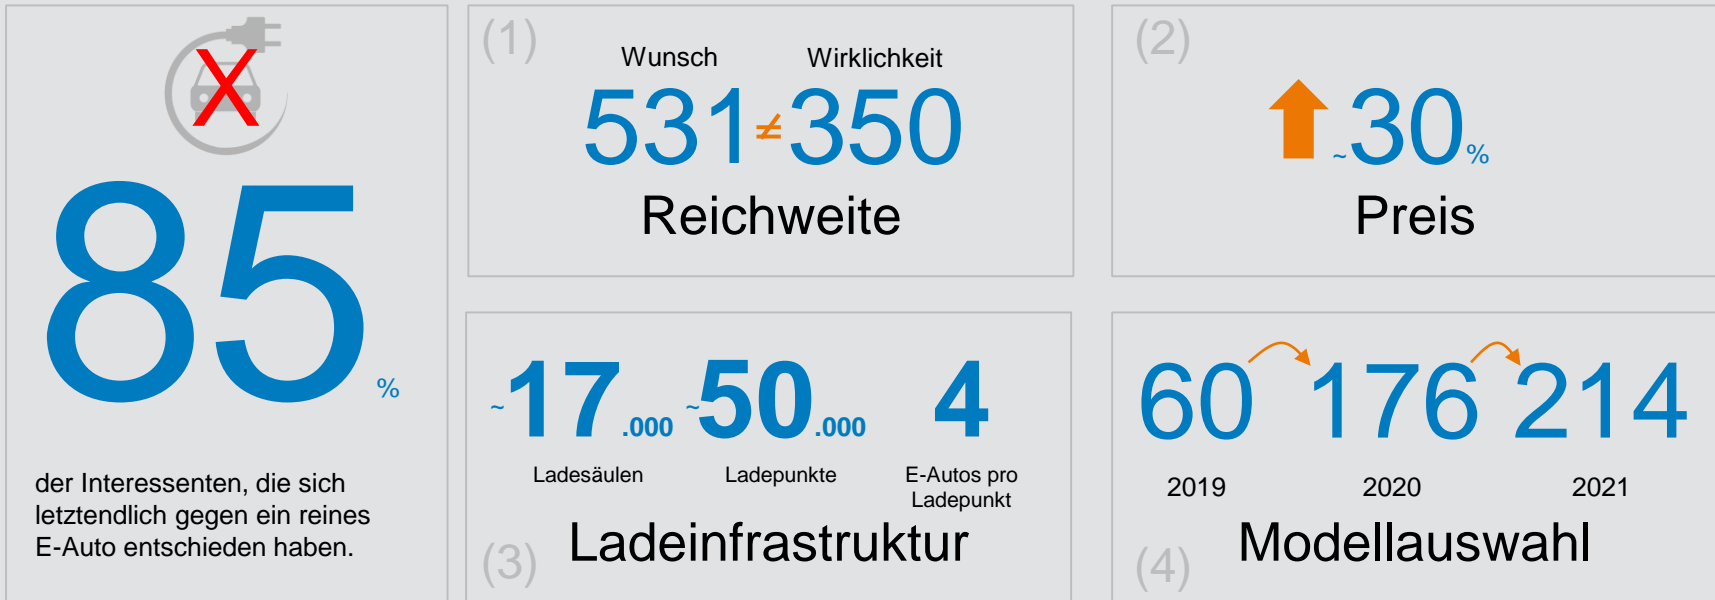 X
85 %
der Interessenten, die sich
letztendlich gegen ein reines
E-Auto entschieden haben.
(1)
Wunsch Wirklichkeit
531 ≠ 350
Reichweite
(2)
~30 %
Preis
~17.000 ~50.000 4
Ladesäulen Ladepunkte E-Autos pro
Ladepunkt
(3) Ladeinfrastruktur
60 176 214
2019 2020 2021
(4) Modellauswahl